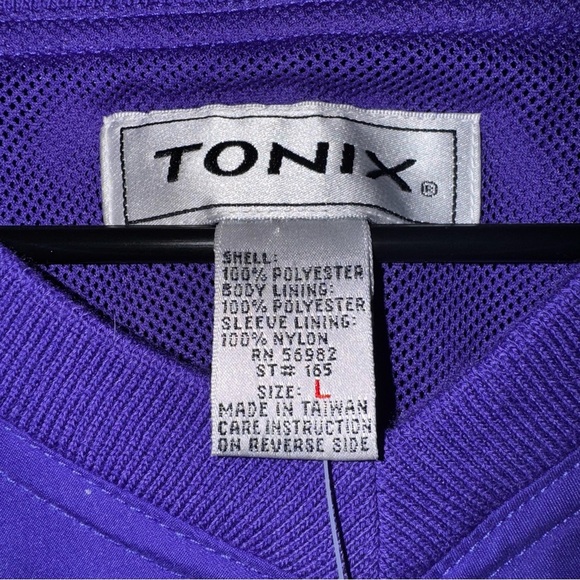 TONIX®
SHELL:
100% POLYESTER
BODY LINING:
100% POLYESTER
SLEEVE LINING:
100% NYLON
RN 56982
ST# 165
SIZE: L
MADE IN TAIWAN
CARE INSTRUCTION
ON REVERSE SIDE